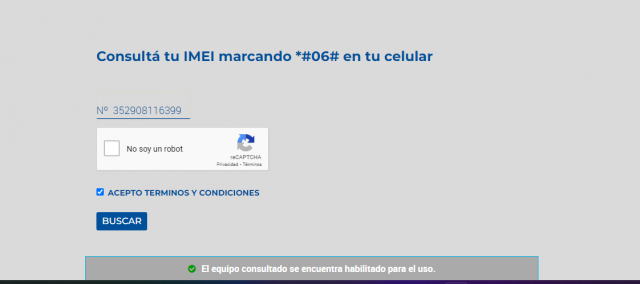 Consultá tu IMEI marcando *#06# en tu celular
Nº 352908116399
No soy un robot
reCAPTCHA
Privacidad - Términos
ACEPTO TERMINOS Y CONDICIONES
BUSCAR
El equipo consultado se encuentra habilitado para el uso.